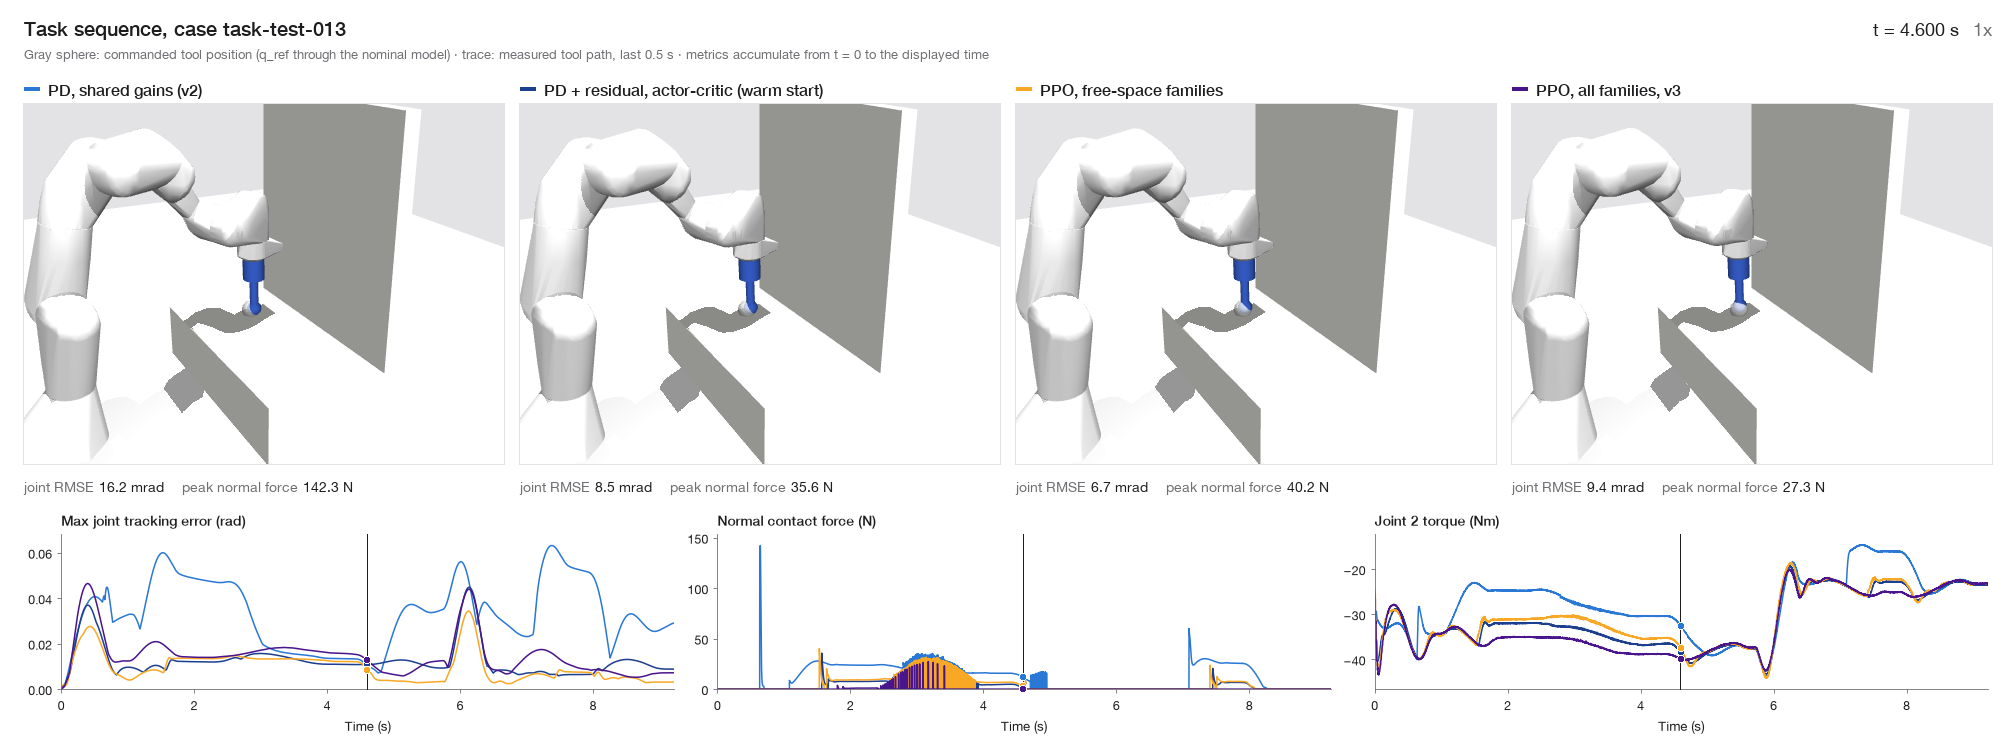 Task sequence, case task-test-013
t = 4.600 s 1x
Gray sphere: commanded tool position (q_ref through the nominal model) · trace: measured tool path, last 0.5 s · metrics accumulate from t = 0 to the displayed time
PD, shared gains (v2)
PD + residual, actor-critic (warm start)
PPO, free-space families
PPO, all families, v3
joint RMSE 16.2 mrad peak normal force 142.3 N
joint RMSE 8.5 mrad peak normal force 35.6 N
joint RMSE 6.7 mrad peak normal force 40.2 N
joint RMSE 9.4 mrad peak normal force 27.3 N
Max joint tracking error (rad)
0.06
0.04
0.02
0.00
0 2 4 6 8
Time (s)
Normal contact force (N)
150
100
50
0
0 2 4 6 8
Time (s)
Joint 2 torque (Nm)
−20
−30
−40
0 2 4 6 8
Time (s)